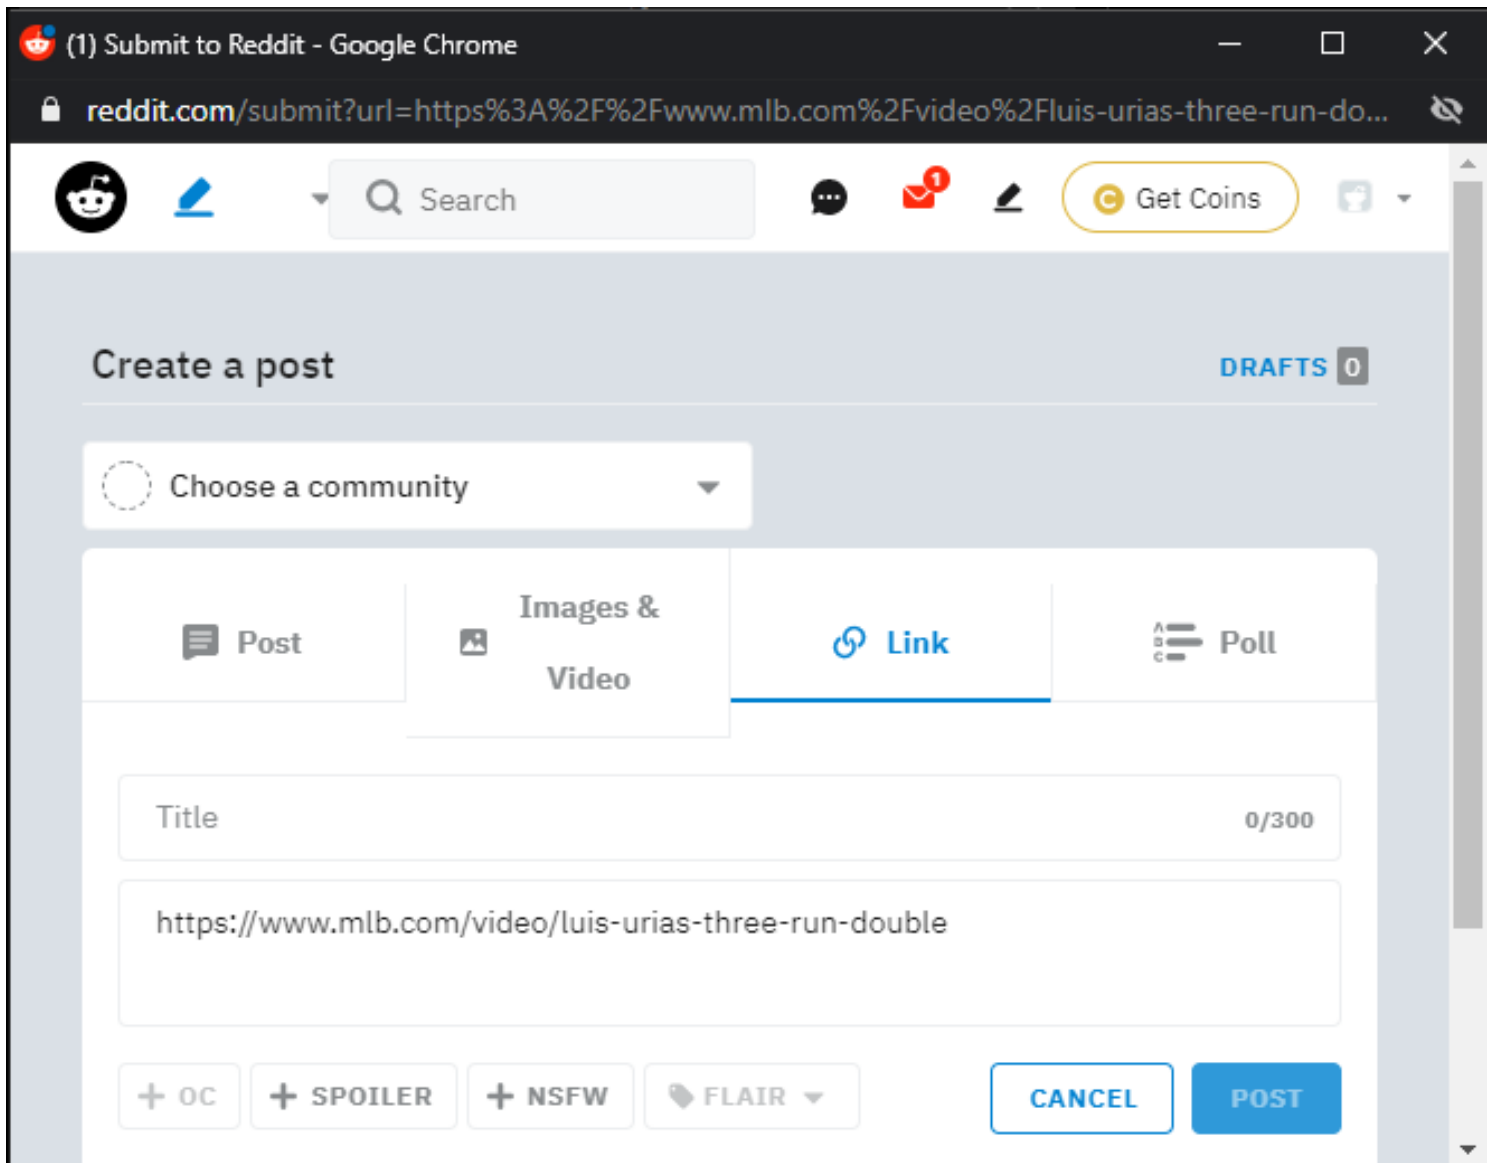 (1) Submit to Reddit - Google Chrome
reddit.com/submit?url=https%3A%2F%2Fwww.mlb.com%2Fvideo%2Fluis-urias-three-run-do...
Search
1
C Get Coins
Create a post
DRAFTS 0
Choose a community
Post
Images &
Video
Link
A
B
C
Poll
Title
0/300
https://www.mlb.com/video/luis-urias-three-run-double
+ OC
+ SPOILER
+ NSFW
FLAIR
CANCEL
POST